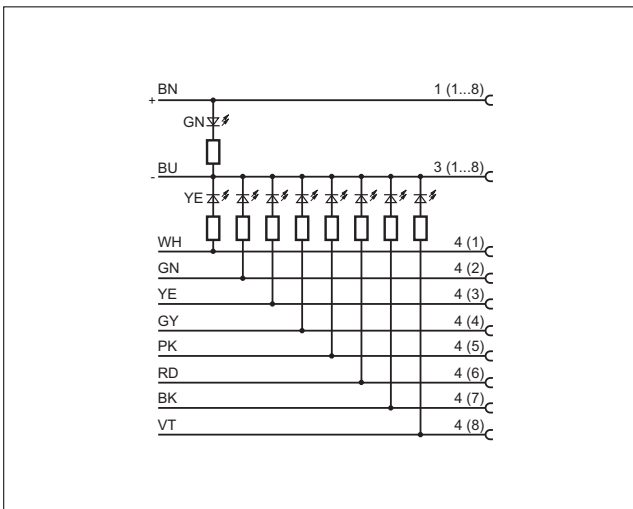 BN 1 (1...8)
+
GN
BU 3 (1...8)
-
YE
WH 4 (1)
GN 4 (2)
YE 4 (3)
GY 4 (4)
PK 4 (5)
RD 4 (6)
BK 4 (7)
VT 4 (8)